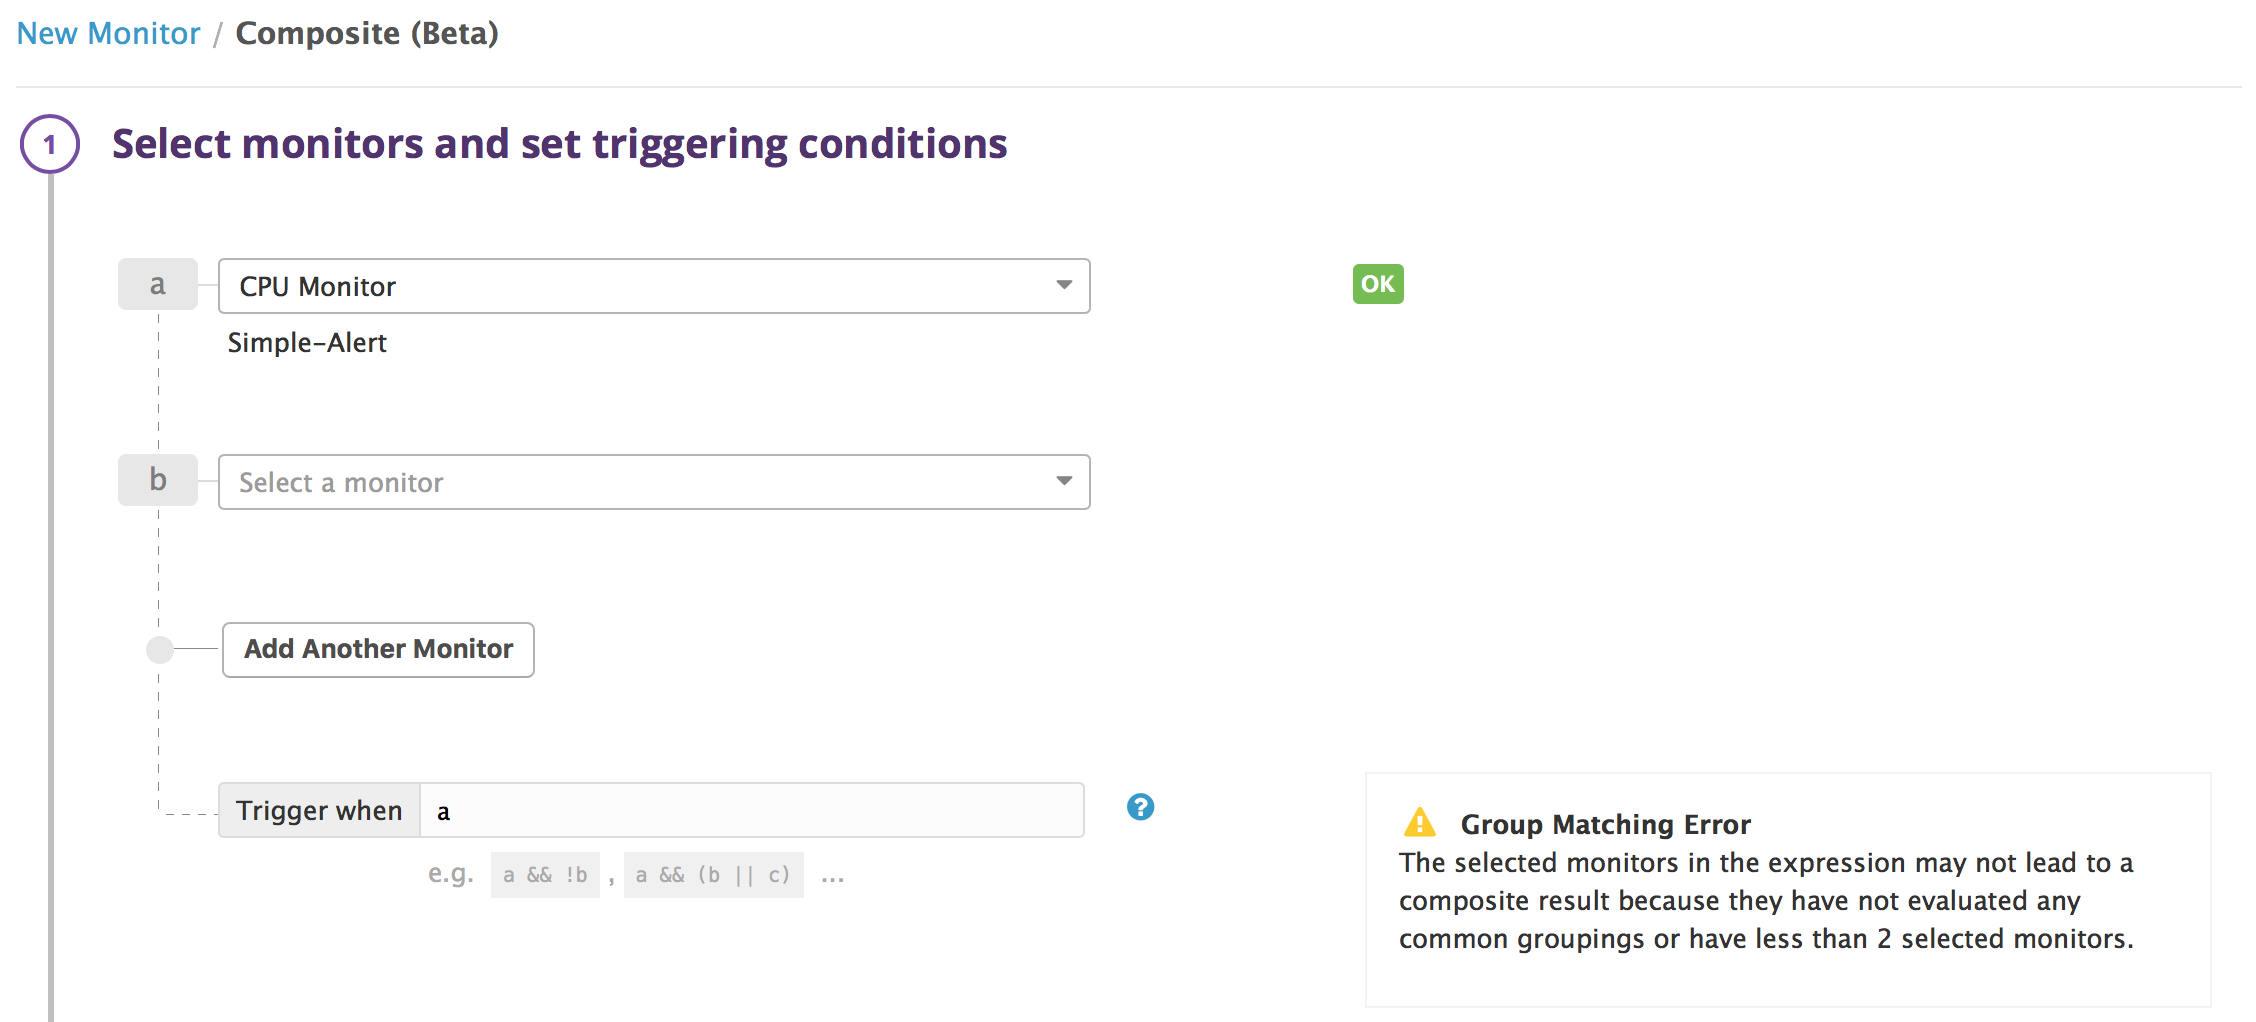 New Monitor / Composite (Beta)
1 Select monitors and set triggering conditions
a CPU Monitor OK
Simple-Alert
b Select a monitor
Add Another Monitor
Trigger when a ?
e.g. a && !b , a && (b || c) ...
Group Matching Error
The selected monitors in the expression may not lead to a
composite result because they have not evaluated any
common groupings or have less than 2 selected monitors.